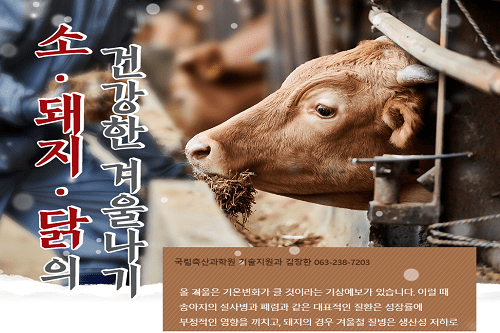 소·돼지·닭의
건강한 겨울나기
국립축산과학원 기술지원과 김장한 063-238-7203
올 겨울은 기온변화가 클 것이라는 기상예보가 있습니다. 이럴 때
송아지의 설사병과 폐렴과 같은 대표적인 질환은 성장률에
부정적인 영향을 끼치고, 돼지의 경우 겨울철 질병은 생산성 저하로